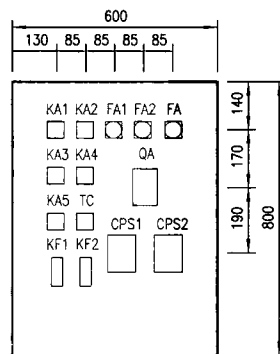 600
130 85 85 85 85
KA1 KA2 FA1 FA2 FA
140
KA3 KA4 QA
170
KA5 TC
190
800
CPS1 CPS2
KF1 KF2